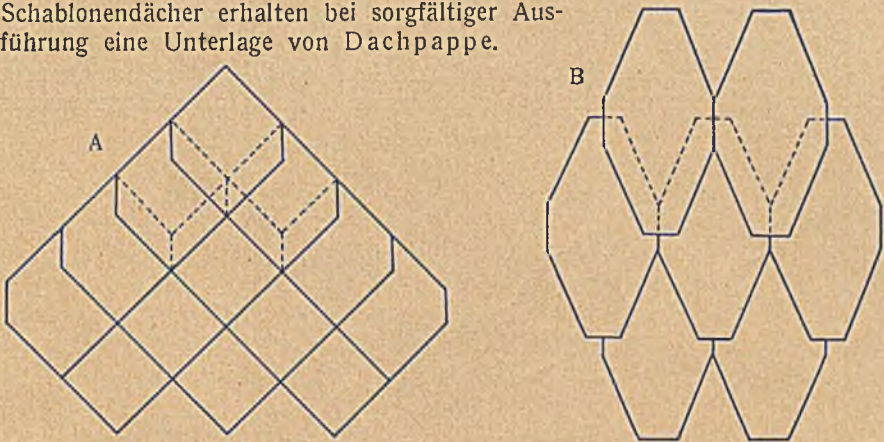 Schablonendächer erhalten bei sorgfältiger Aus-
führung eine Unterlage von Dachpappe.
A
B